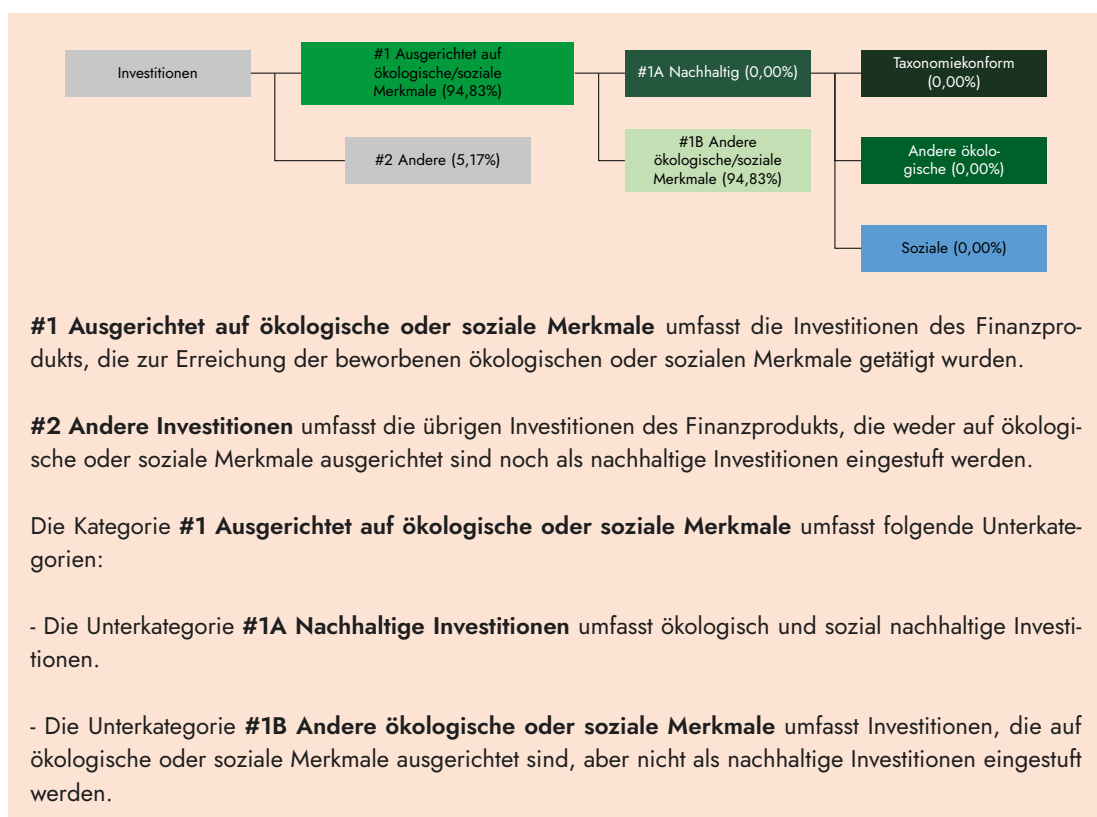 Investitionen
#1 Ausgerichtet auf
ökologische/soziale
Merkmale (94,83%)
#2 Andere (5,17%)
#1A Nachhaltig (0,00%)
#1B Andere
ökologische/soziale
Merkmale (94,83%)
Taxonomiekonform
(0,00%)
Andere ökolo-
gische (0,00%)
Soziale (0,00%)
#1 Ausgerichtet auf ökologische oder soziale Merkmale umfasst die Investitionen des Finanzpro-
dukts, die zur Erreichung der beworbenen ökologischen oder sozialen Merkmale getätigt wurden.
#2 Andere Investitionen umfasst die übrigen Investitionen des Finanzprodukts, die weder auf ökologi-
sche oder soziale Merkmale ausgerichtet sind noch als nachhaltige Investitionen eingestuft werden.
Die Kategorie #1 Ausgerichtet auf ökologische oder soziale Merkmale umfasst folgende Unterkate-
gorien:
- Die Unterkategorie #1A Nachhaltige Investitionen umfasst ökologisch und sozial nachhaltige Investi-
tionen.
- Die Unterkategorie #1B Andere ökologische oder soziale Merkmale umfasst Investitionen, die auf
ökologische oder soziale Merkmale ausgerichtet sind, aber nicht als nachhaltige Investitionen eingestuft
werden.